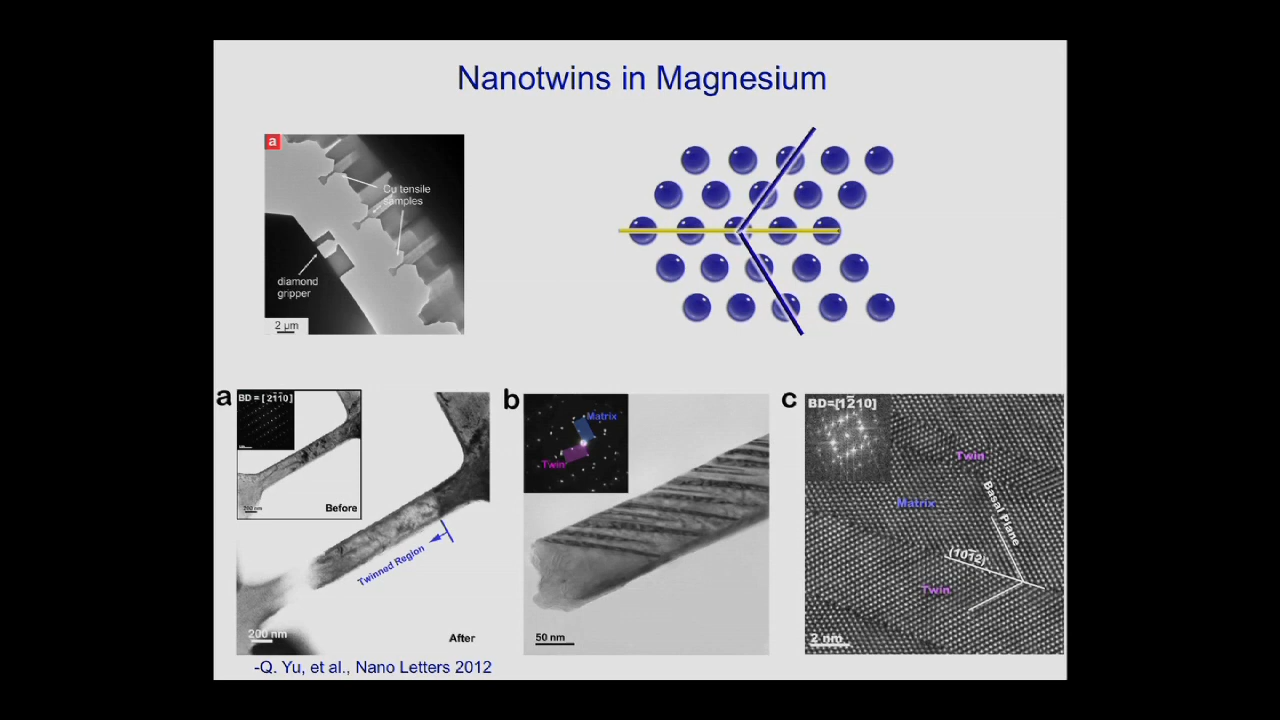 Nanotwins in Magnesium
a
Cu tensile
samples
diamond
gripper
2 µm
a
BD = [2110]
200 nm
Before
Twinned Region
200 nm
After
b
Matrix
Twin
50 nm
c
BD=[1210]
Twin
Matrix
Basal Plane
(1012)
Twin
2 nm
-Q. Yu, et al., Nano Letters 2012